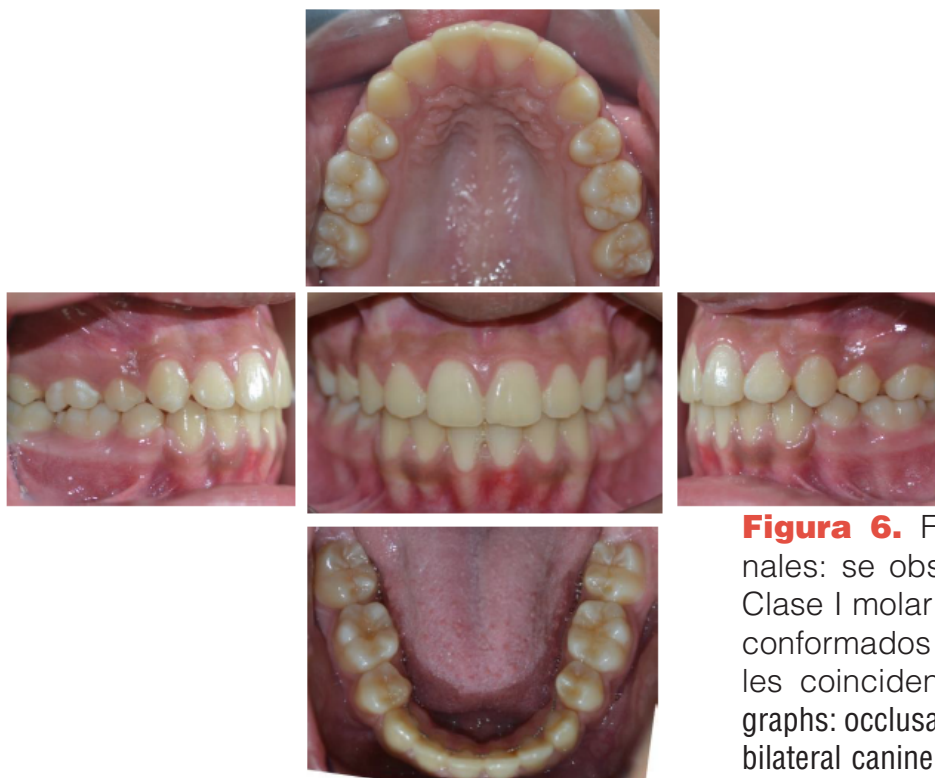 Figura 6.
nales: se obs
Clase I molar
conformados
les coinciden
graphs: occlusa
bilateral canine